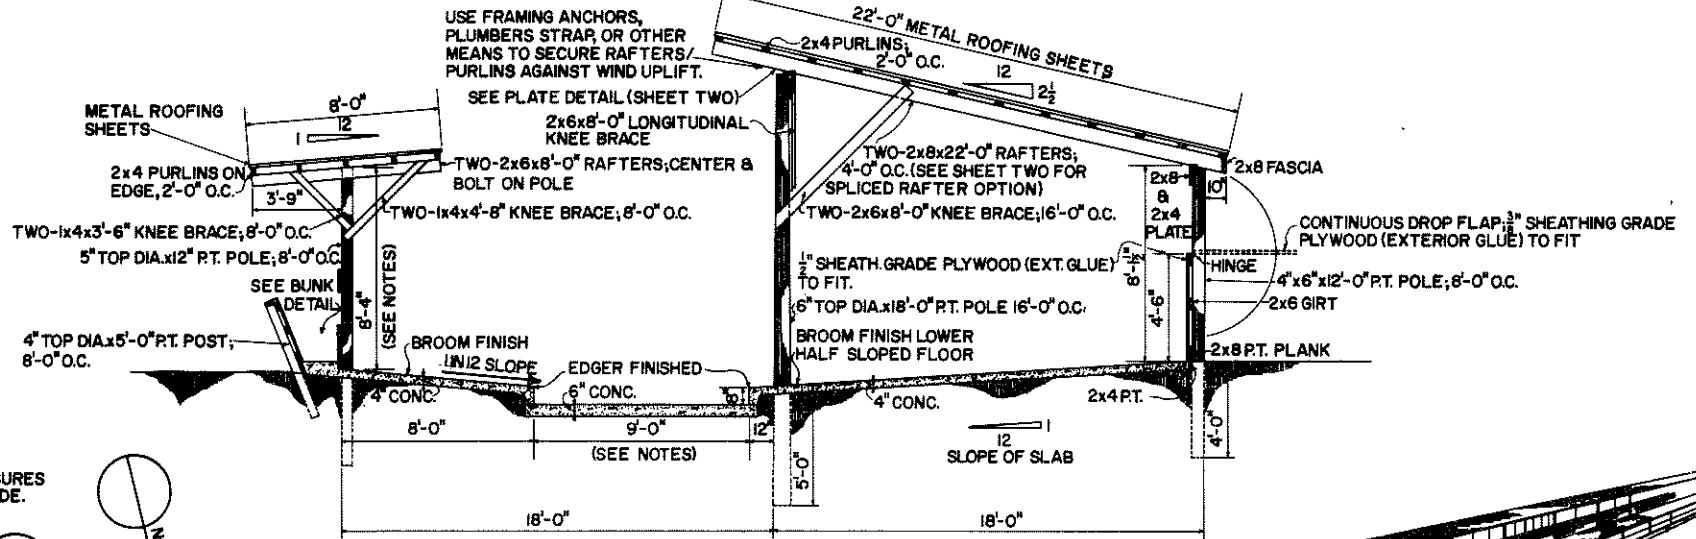 USE FRAMING ANCHORS,
PLUMBERS STRAP, OR OTHER
MEANS TO SECURE RAFTERS/
PURLINS AGAINST WIND UPLIFT.
SEE PLATE DETAIL (SHEET TWO)
22'-0" METAL ROOFING SHEETS
2x4 PURLINS;
2'-0" O.C.
12
2 1/2
METAL ROOFING
SHEETS
8'-0"
12
1
2x4 PURLINS ON
EDGE, 2'-0" O.C.
3'-9"
TWO-2x6x8'-0" RAFTERS; CENTER &
BOLT ON POLE
TWO-1x4x4'-8" KNEE BRACE; 8'-0" O.C.
TWO-1x4x3'-6" KNEE BRACE; 8'-0" O.C.
5" TOP DIA.x12" P.T. POLE; 8'-0" O.C.
SEE BUNK
DETAIL
4" TOP DIA.x5'-0" P.T. POST;
8'-0" O.C.
8'-4"
(SEE NOTES)
2x6x8'-0" LONGITUDINAL
KNEE BRACE
TWO-2x8x22'-0" RAFTERS;
4'-0" O.C. (SEE SHEET TWO FOR
SPLICED RAFTER OPTION)
TWO-2x6x8'-0" KNEE BRACE; 16'-0" O.C.
1/2" SHEATH. GRADE PLYWOOD (EXT. GLUE)
TO FIT.
6" TOP DIA.x18'-0" P.T. POLE 16'-0" O.C.
2x8
&
2x4
PLATE
10"
2x8 FASCIA
CONTINUOUS DROP FLAP; 3/8" SHEATHING GRADE
PLYWOOD (EXTERIOR GLUE) TO FIT
HINGE
4"x6"x12'-0" P.T. POLE; 8'-0" O.C.
2x6 GIRT
2x8 P.T. PLANK
8'-1 1/2"
4'-6"
BROOM FINISH
1 IN 12 SLOPE
4" CONC.
EDGER FINISHED
6" CONC.
8"
BROOM FINISH LOWER
HALF SLOPED FLOOR
4" CONC.
2x4 P.T.
4'-0"
8'-0"
9'-0"
12"
(SEE NOTES)
5'-0"
1
12
SLOPE OF SLAB
18'-0"
18'-0"
SURES
DE.
N